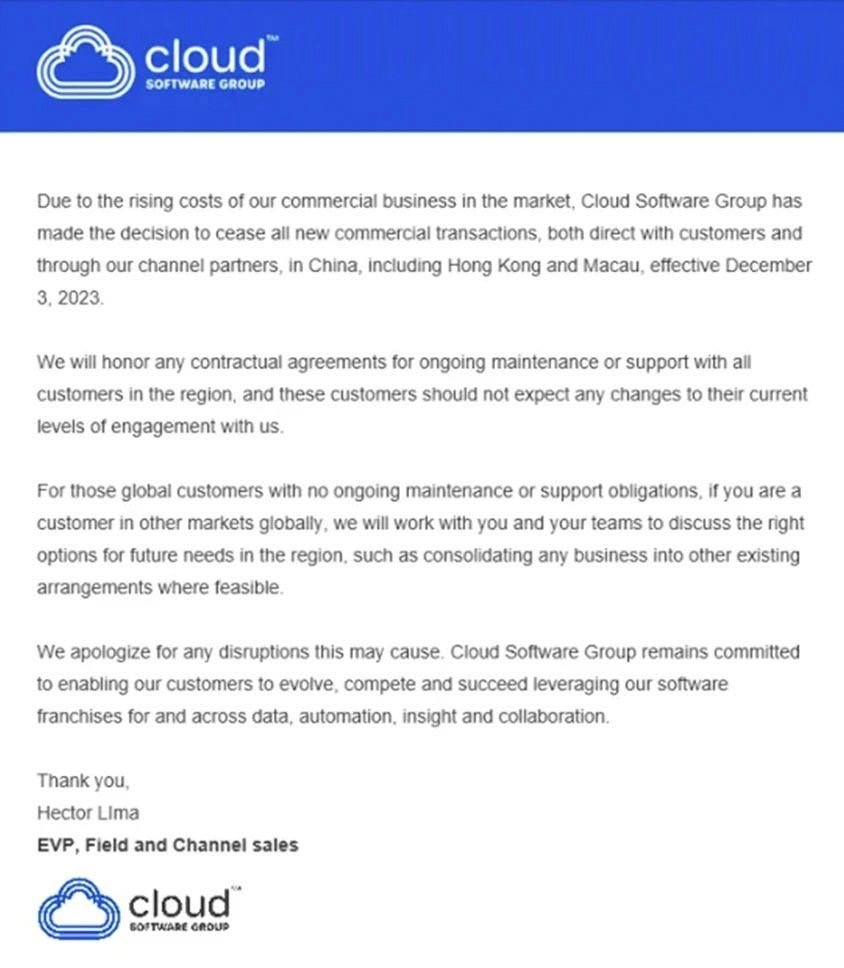 cloud™
SOFTWARE GROUP
Due to the rising costs of our commercial business in the market, Cloud Software Group has
made the decision to cease all new commercial transactions, both direct with customers and
through our channel partners, in China, including Hong Kong and Macau, effective December
3, 2023.
We will honor any contractual agreements for ongoing maintenance or support with all
customers in the region, and these customers should not expect any changes to their current
levels of engagement with us.
For those global customers with no ongoing maintenance or support obligations, if you are a
customer in other markets globally, we will work with you and your teams to discuss the right
options for future needs in the region, such as consolidating any business into other existing
arrangements where feasible.
We apologize for any disruptions this may cause. Cloud Software Group remains committed
to enabling our customers to evolve, compete and succeed leveraging our software
franchises for and across data, automation, insight and collaboration.
Thank you,
Hector LIma
EVP, Field and Channel sales
cloud™
SOFTWARE GROUP